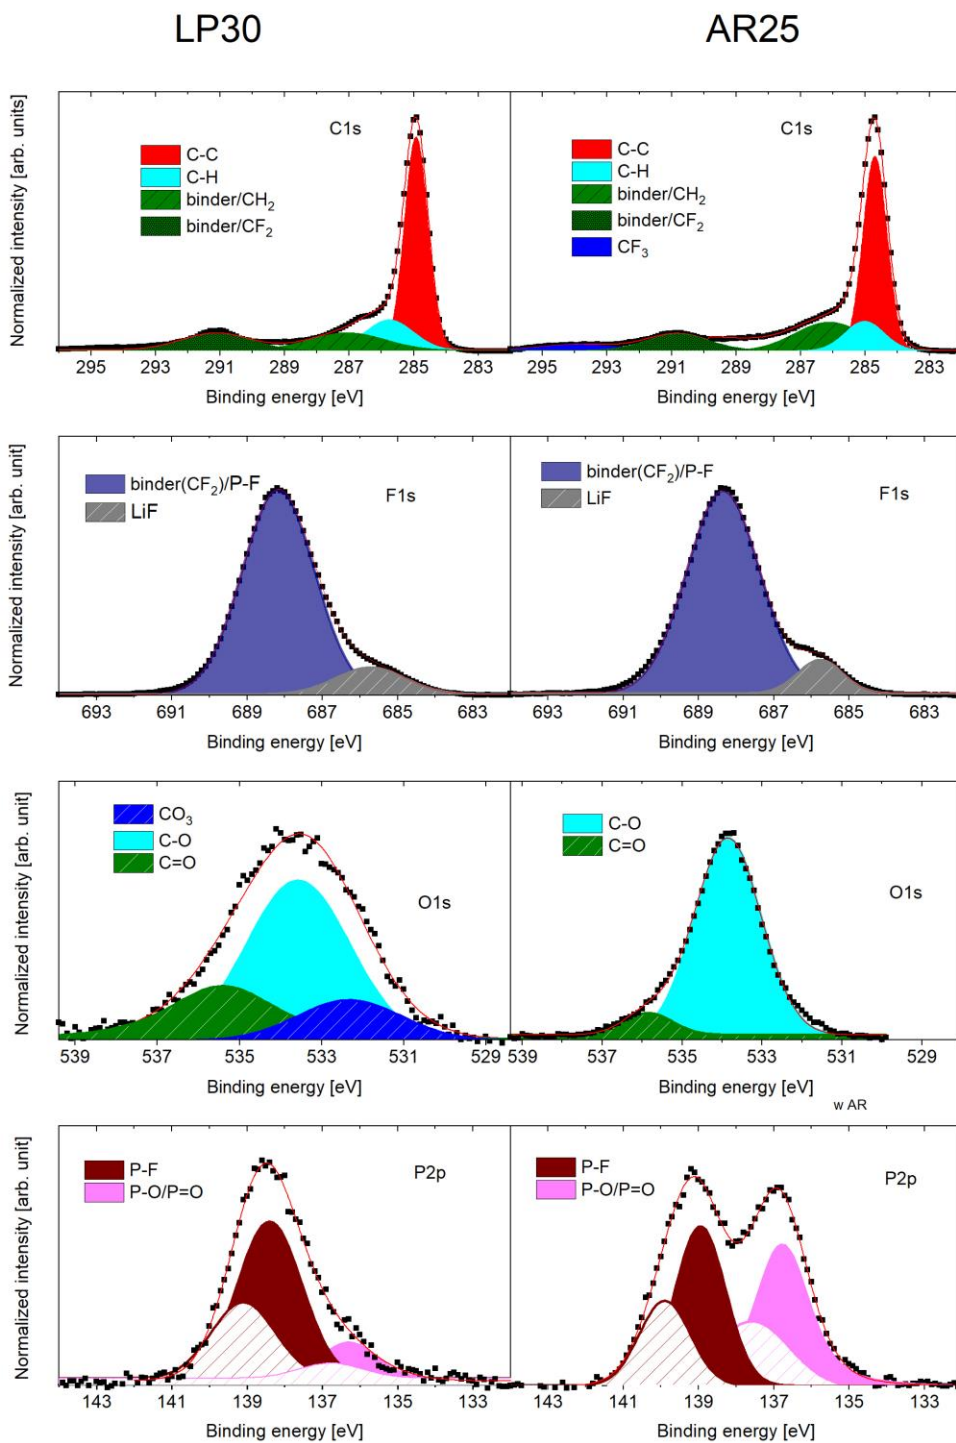 LP30 AR25
Normalized intensity [arb. units]
C1s
C-C
C-H
binder/CH₂
binder/CF₂
295 293 291 289 287 285 283
Binding energy [eV]
C1s
C-C
C-H
binder/CH₂
binder/CF₂
CF₃
295 293 291 289 287 285 283
Binding energy [eV]
Normalized intensity [arb. unit]
binder(CF₂)/P-F
LiF
F1s
693 691 689 687 685 683
Binding energy [eV]
binder(CF₂)/P-F
LiF
F1s
693 691 689 687 685 683
Binding energy [eV]
Normalized intensity [arb. unit]
CO₃
C-O
C=O
O1s
539 537 535 533 531 529
Binding energy [eV]
C-O
C=O
O1s
539 537 535 533 531 529
Binding energy [eV]
w AR
Normalized intensity [arb. unit]
P-F
P-O/P=O
P2p
143 141 139 137 135 133
Binding energy [eV]
P-F
P-O/P=O
P2p
143 141 139 137 135 133
Binding energy [eV]